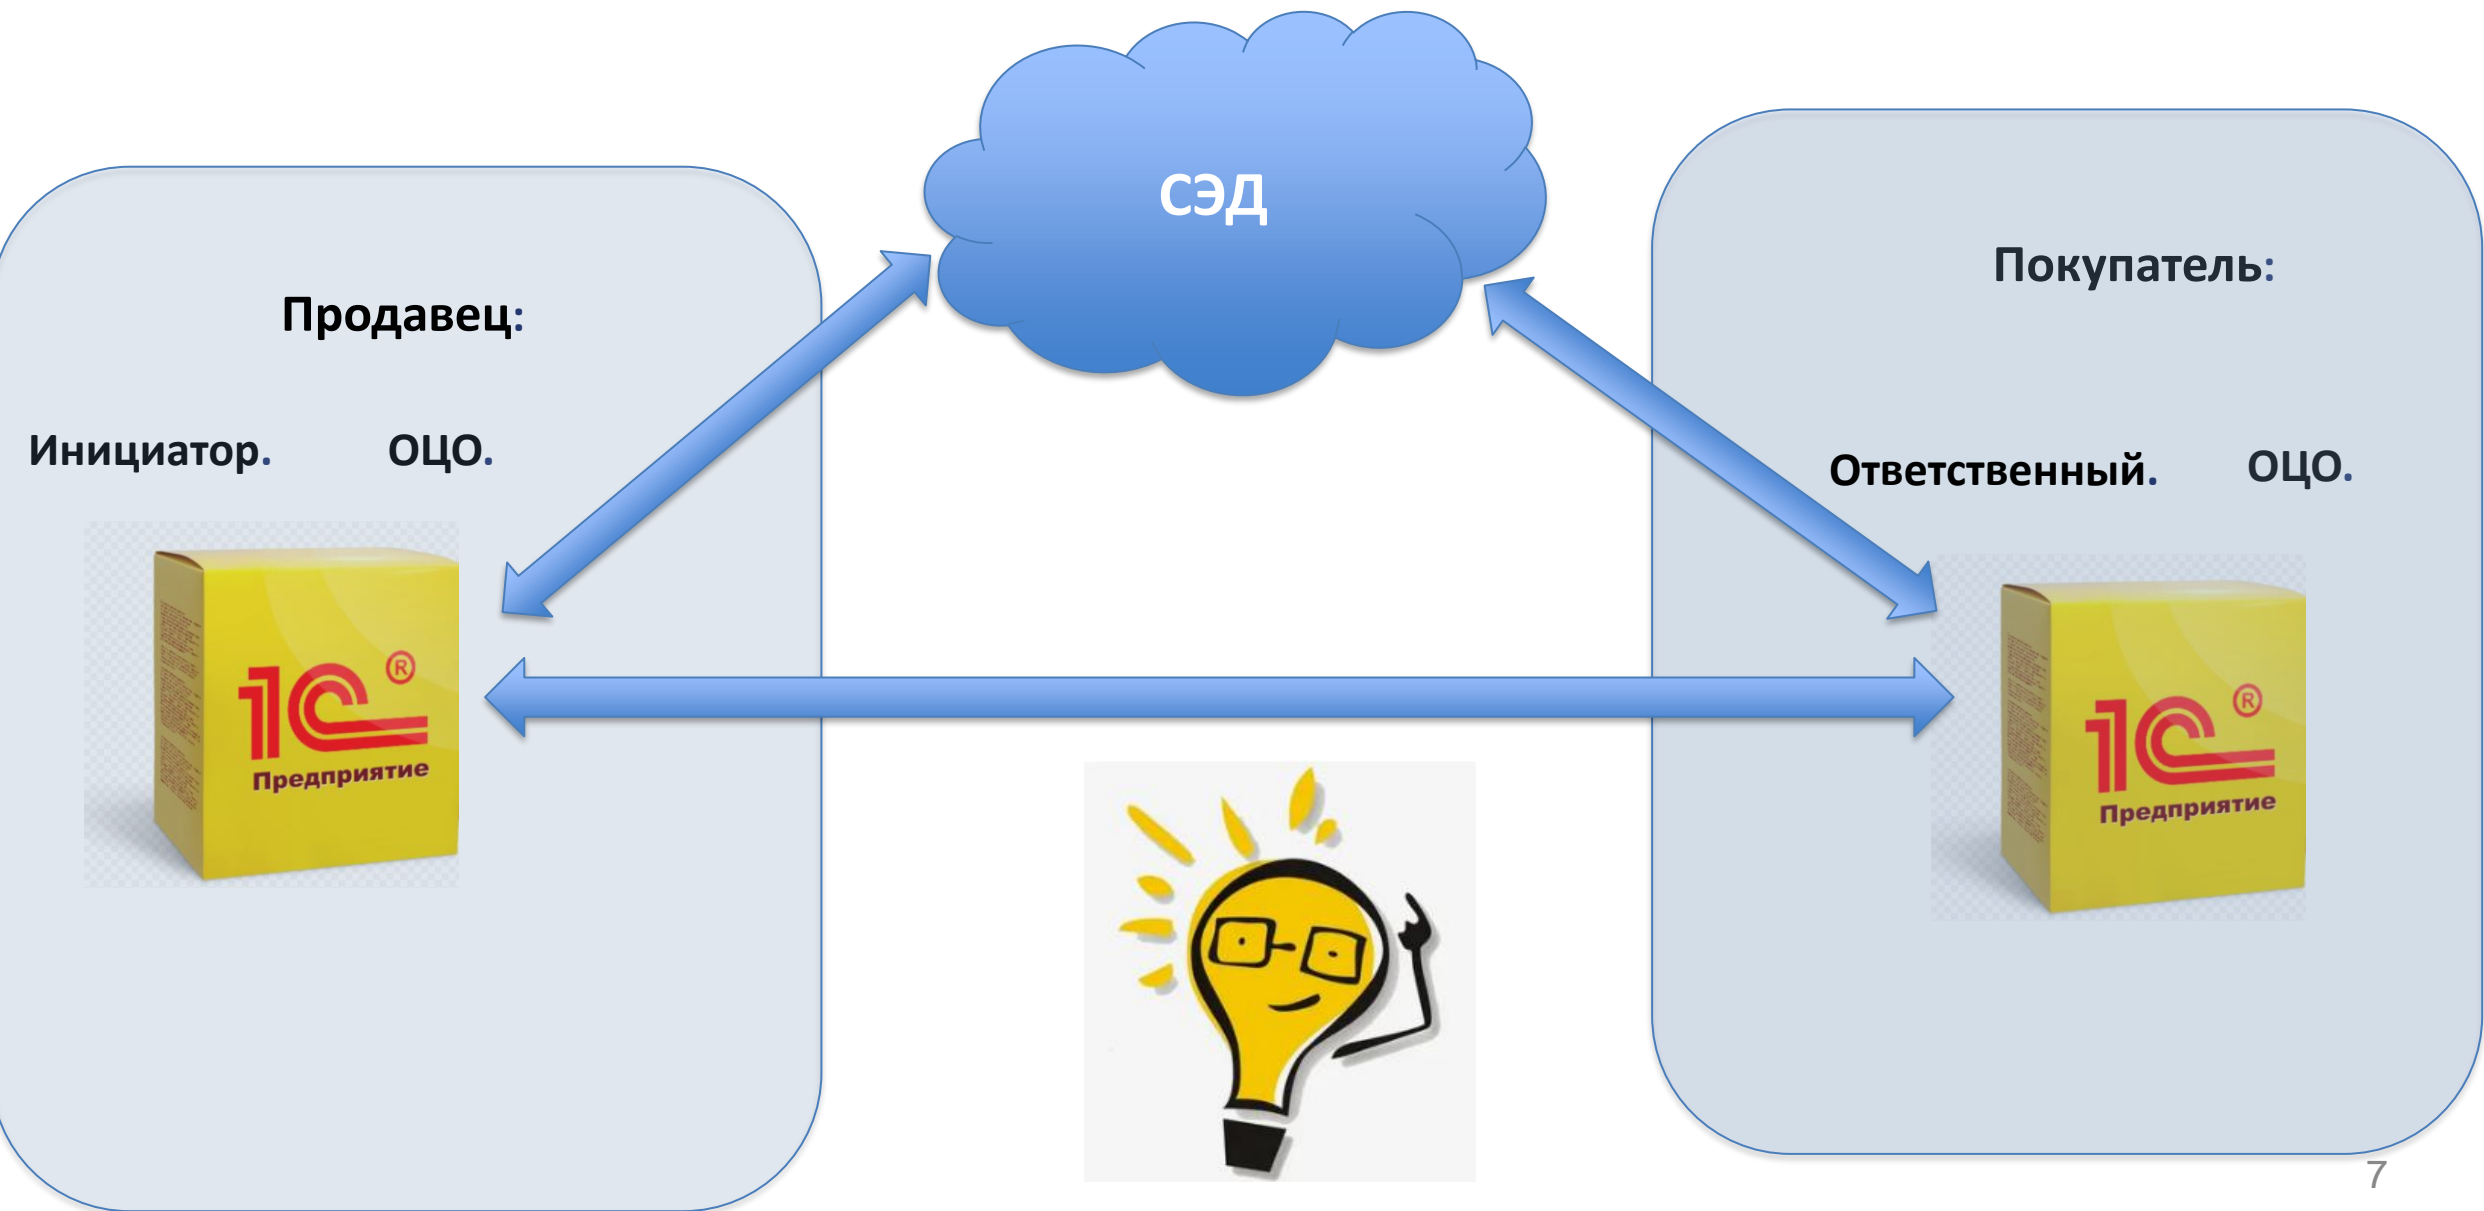 СЭД
Продавец:
Покупатель:
Инициатор. ОЦО.
Ответственный. ОЦО.
1С®
Предприятие
1С®
Предприятие
7